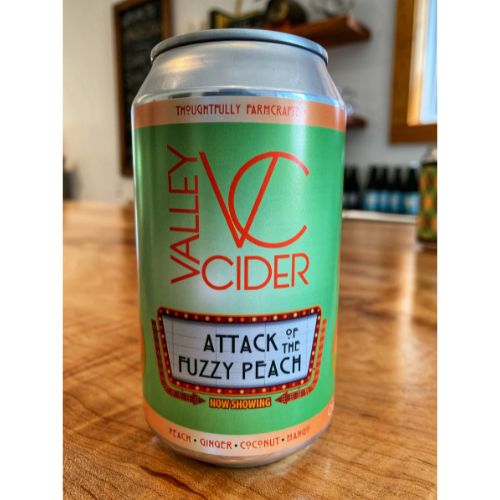 THOUGHTFULLY FARMCRAFTED
VALLEY
VC
CIDER
ATTACK OF THE
FUZZY PEACH
NOW SHOWING
PEACH • GINGER • COCONUT • MANGO